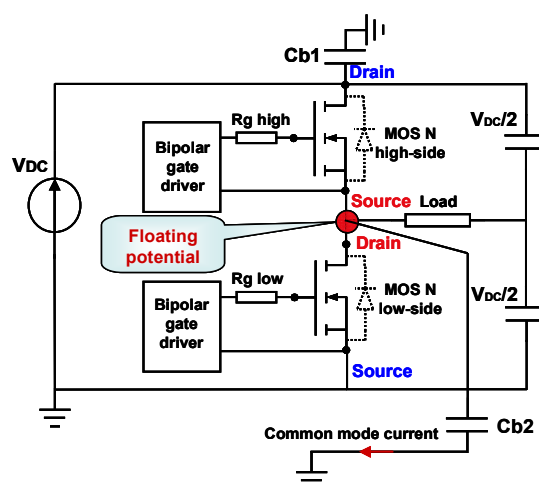 Cb1
Drain
Rg high
Bipolar
gate
driver
MOS N
high-side
VDC/2
VDC
Source
Load
Floating
potential
Drain
Rg low
Bipolar
gate
driver
MOS N
low-side
VDC/2
Source
Cb2
Common mode current